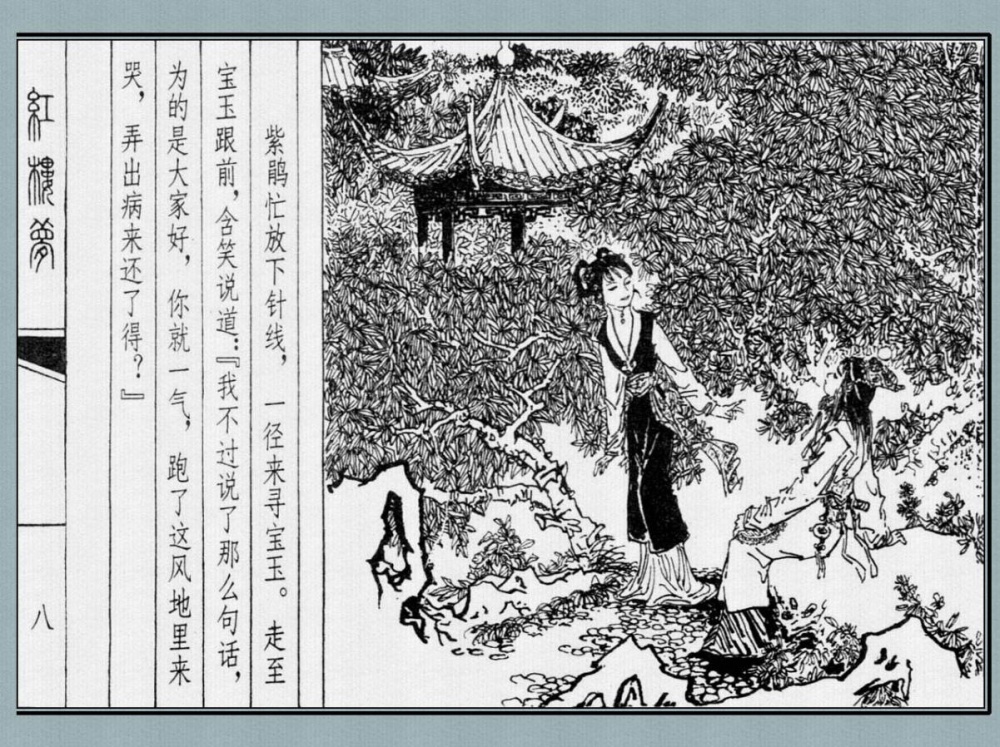 紫鹃忙放下针线，一径来寻宝玉。走至
宝玉跟前，含笑说道：『我不过说了那么句话，
为的是大家好，你就一气，跑了这风地里来
哭，弄出病来还了得？』
紅樓夢
八